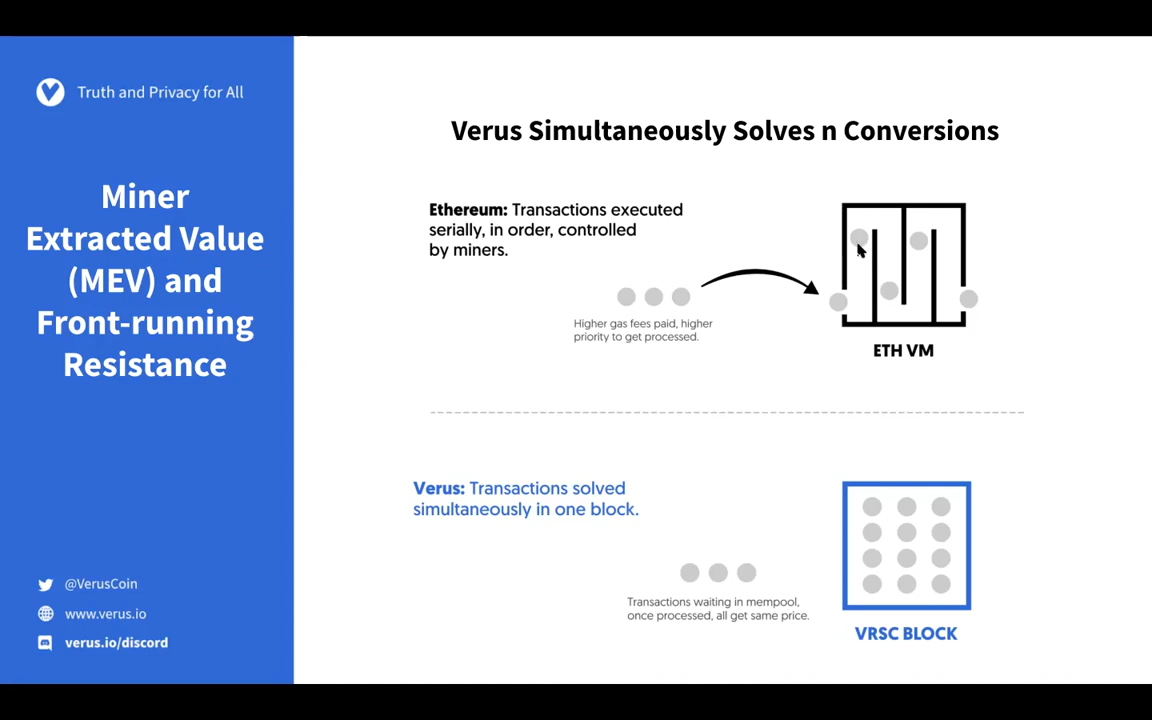 Truth and Privacy for All
Miner
Extracted Value
(MEV) and
Front-running
Resistance
@VerusCoin
www.verus.io
verus.io/discord
Verus Simultaneously Solves n Conversions
Ethereum: Transactions executed
serially, in order, controlled
by miners.
Higher gas fees paid, higher
priority to get processed.
ETH VM
Verus: Transactions solved
simultaneously in one block.
Transactions waiting in mempool,
once processed, all get same price.
VRSC BLOCK